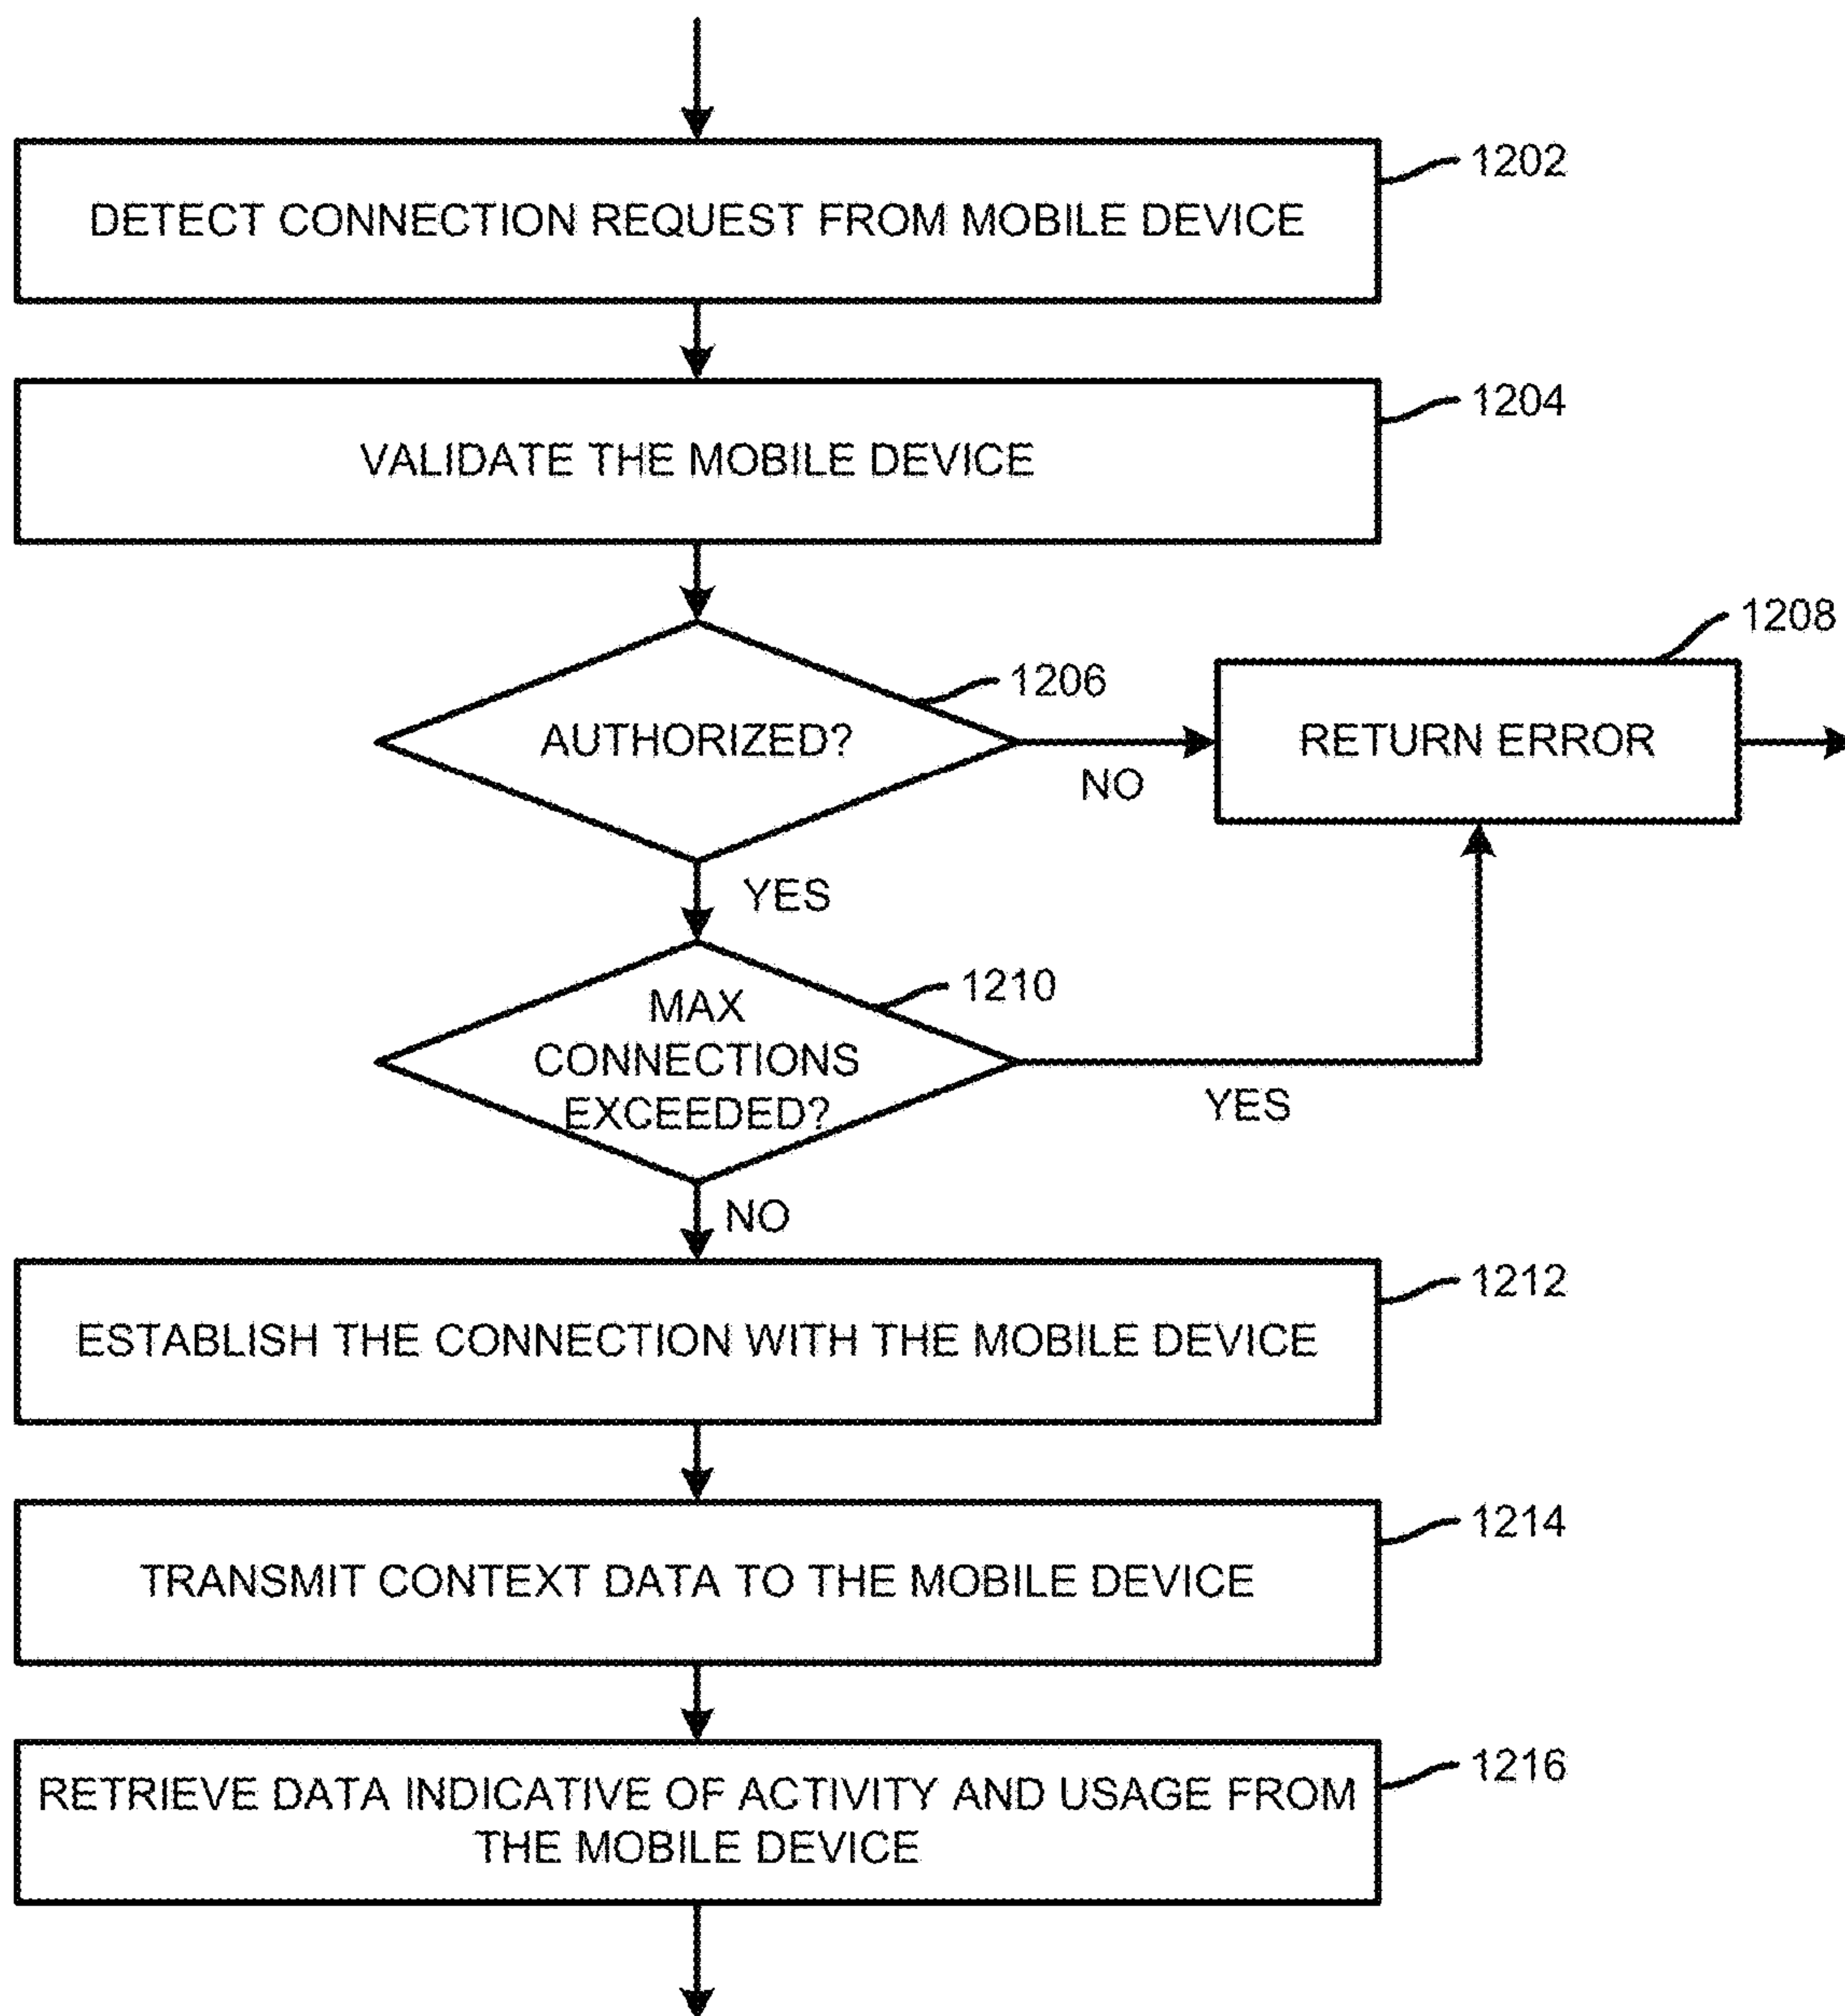 1202
DETECT CONNECTION REQUEST FROM MOBILE DEVICE
1204
VALIDATE THE MOBILE DEVICE
1208
1206
AUTHORIZED?
RETURN ERROR
NO
YES
1210
MAX
CONNECTIONS
EXCEEDED?
YES
NO
1212
ESTABLISH THE CONNECTION WITH THE MOBILE DEVICE
1214
TRANSMIT CONTEXT DATA TO THE MOBILE DEVICE
1216
RETRIEVE DATA INDICATIVE OF ACTIVITY AND USAGE FROM
THE MOBILE DEVICE